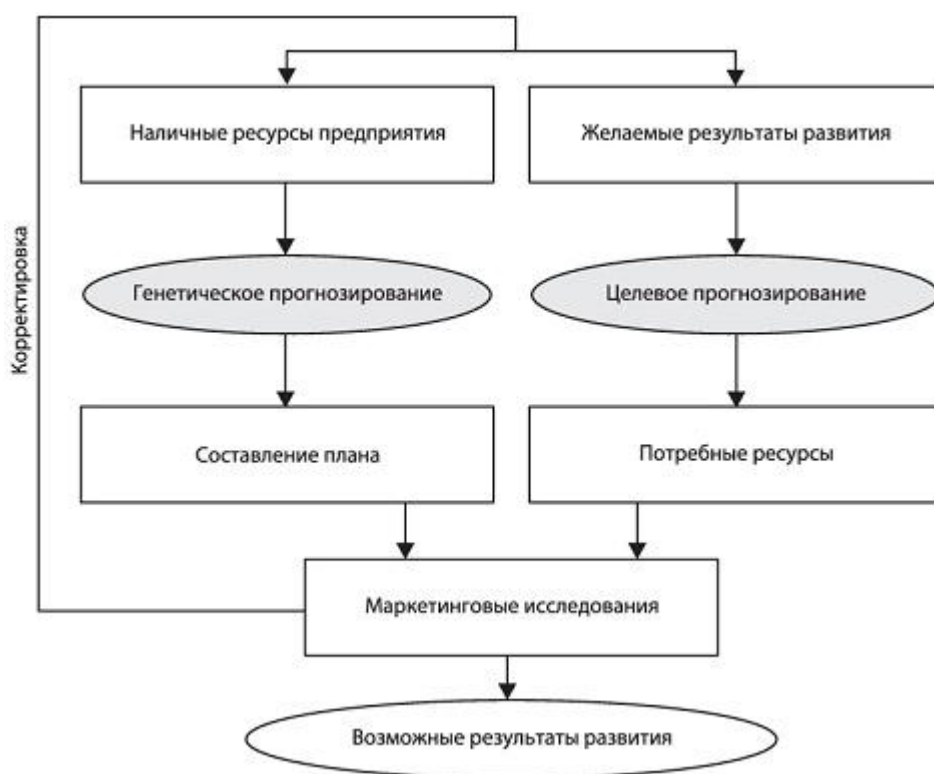 Наличные ресурсы предприятия
Желаемые результаты развития
Генетическое прогнозирование
Целевое прогнозирование
Корректировка
Составление плана
Потребные ресурсы
Маркетинговые исследования
Возможные результаты развития